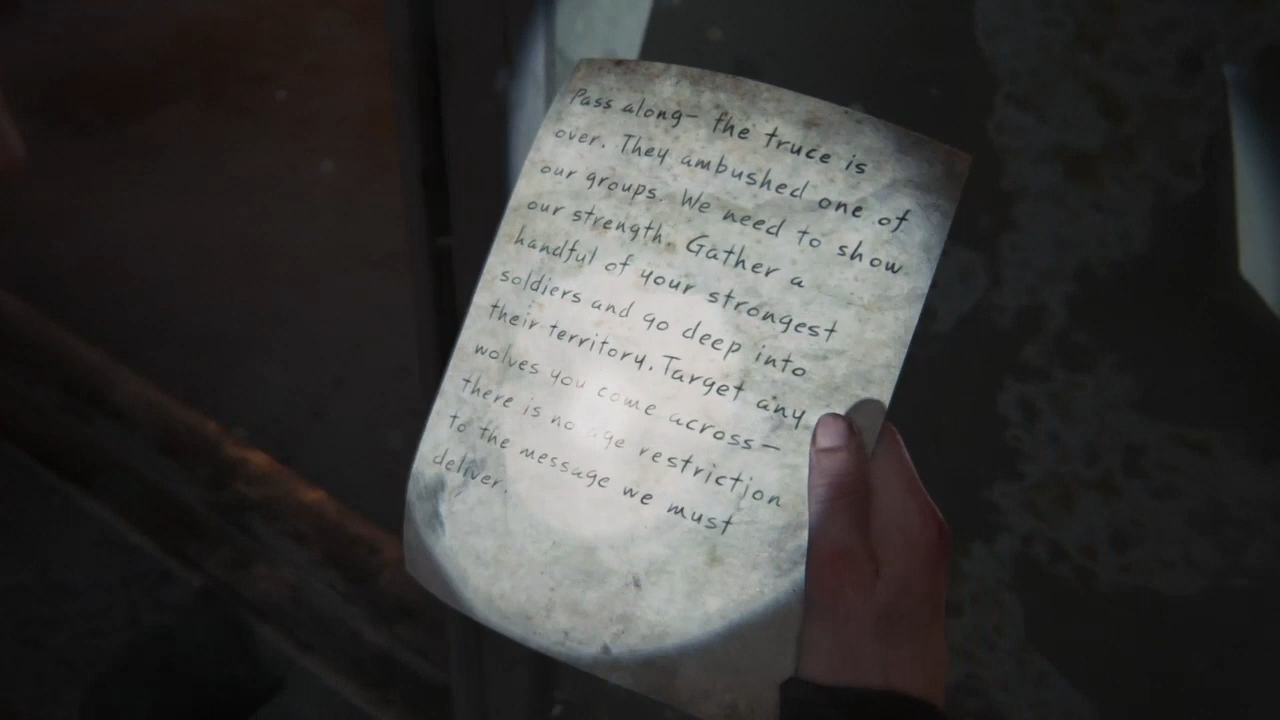 Pass along- the truce is
over. They ambushed one of
our groups. We need to show
our strength. Gather a
handful of your strongest
soldiers and go deep into
their territory. Target any
wolves you come across-
there is no age restriction
to the message we must
deliver.